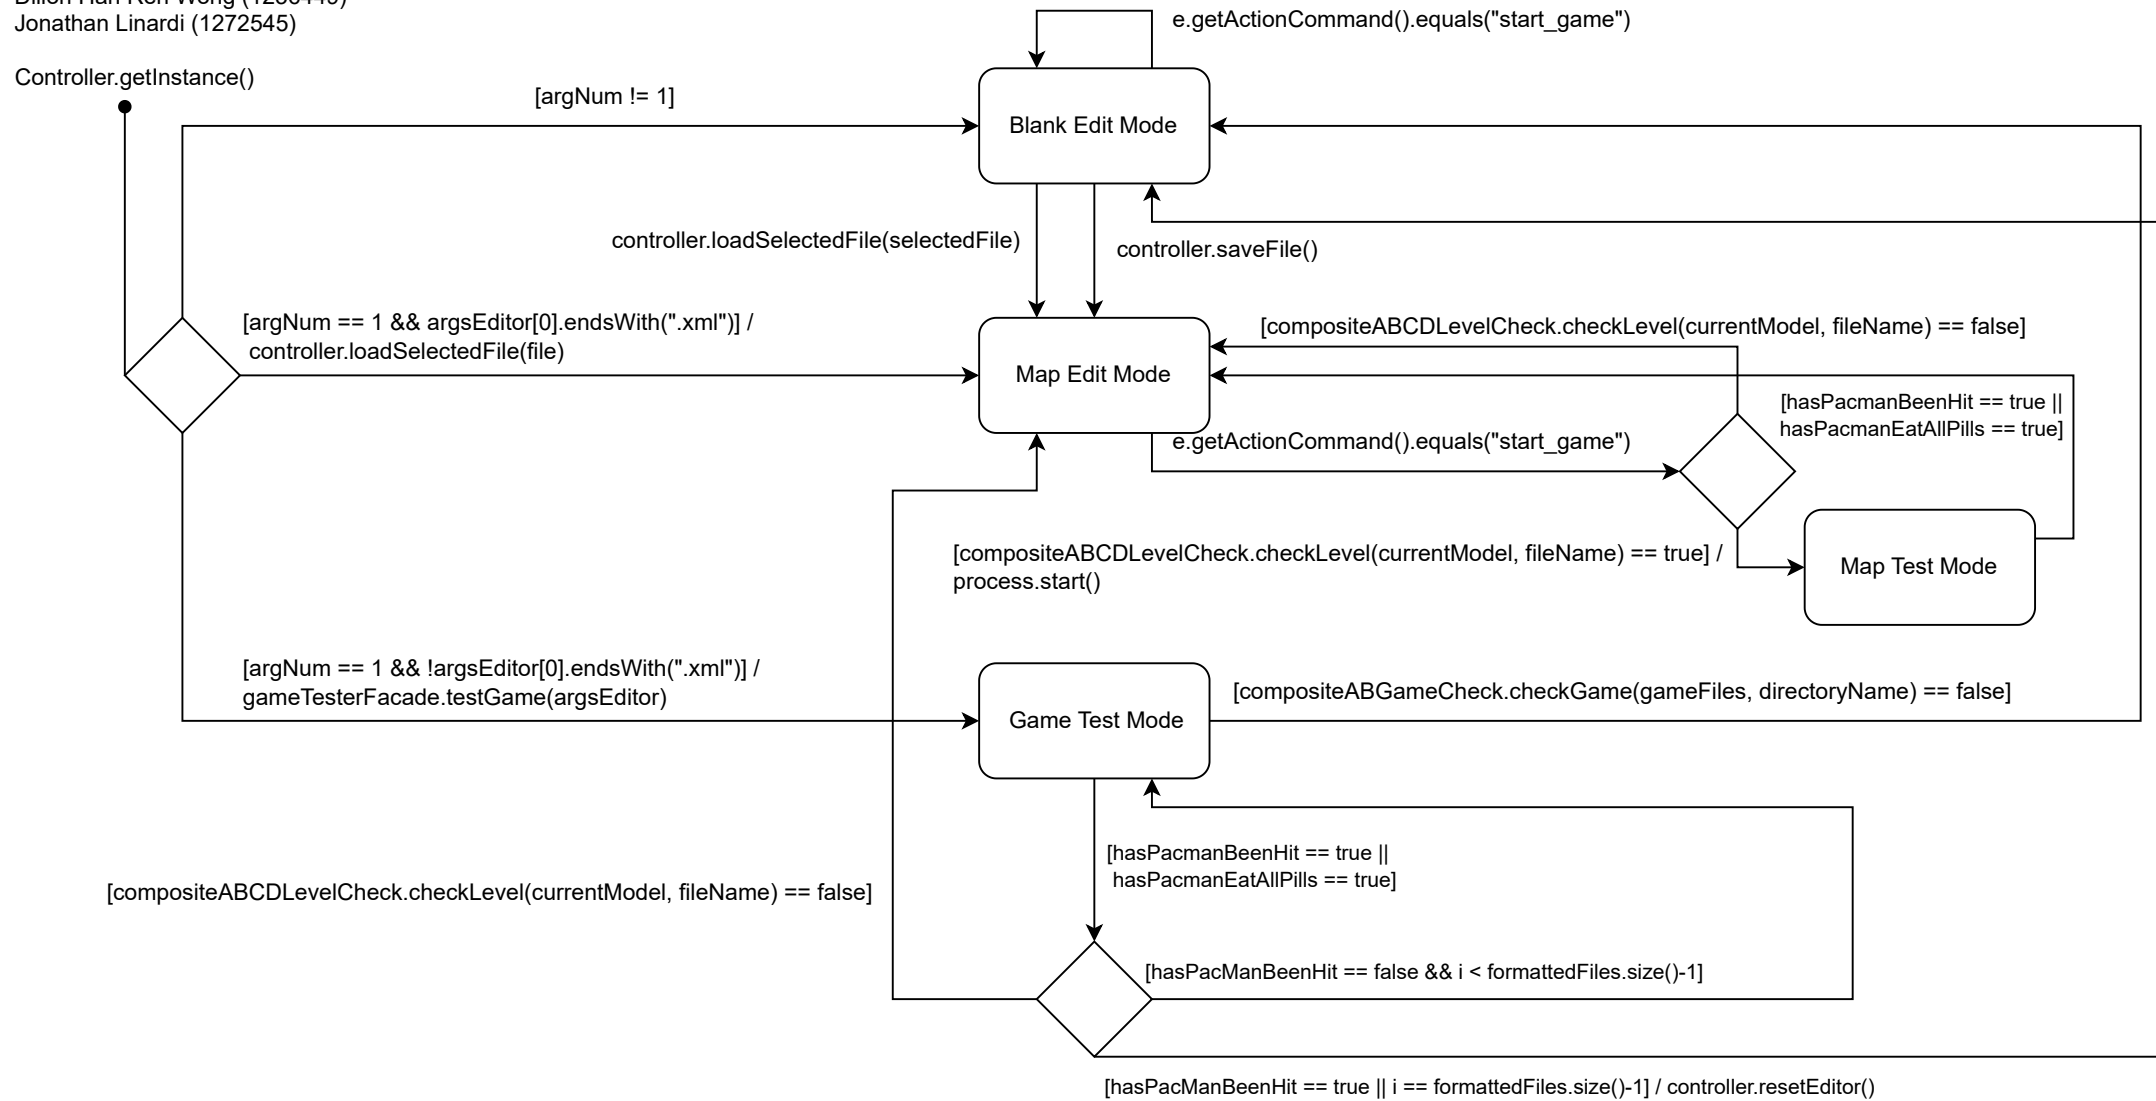 Jonathan Linardi (1272545)
e.getActionCommand().equals("start_game")
Controller.getInstance()
[argNum != 1]
Blank Edit Mode
controller.loadSelectedFile(selectedFile)
controller.saveFile()
[argNum == 1 && argsEditor[0].endsWith(".xml")] /
controller.loadSelectedFile(file)
[compositeABCDLevelCheck.checkLevel(currentModel, fileName) == false]
Map Edit Mode
[hasPacmanBeenHit == true ||
hasPacmanEatAllPills == true]
e.getActionCommand().equals("start_game")
[compositeABCDLevelCheck.checkLevel(currentModel, fileName) == true] /
process.start()
Map Test Mode
[argNum == 1 && !argsEditor[0].endsWith(".xml")] /
gameTesterFacade.testGame(argsEditor)
Game Test Mode
[compositeABGameCheck.checkGame(gameFiles, directoryName) == false]
[hasPacmanBeenHit == true ||
hasPacmanEatAllPills == true]
[compositeABCDLevelCheck.checkLevel(currentModel, fileName) == false]
[hasPacManBeenHit == false && i < formattedFiles.size()-1]
[hasPacManBeenHit == true || i == formattedFiles.size()-1] / controller.resetEditor()